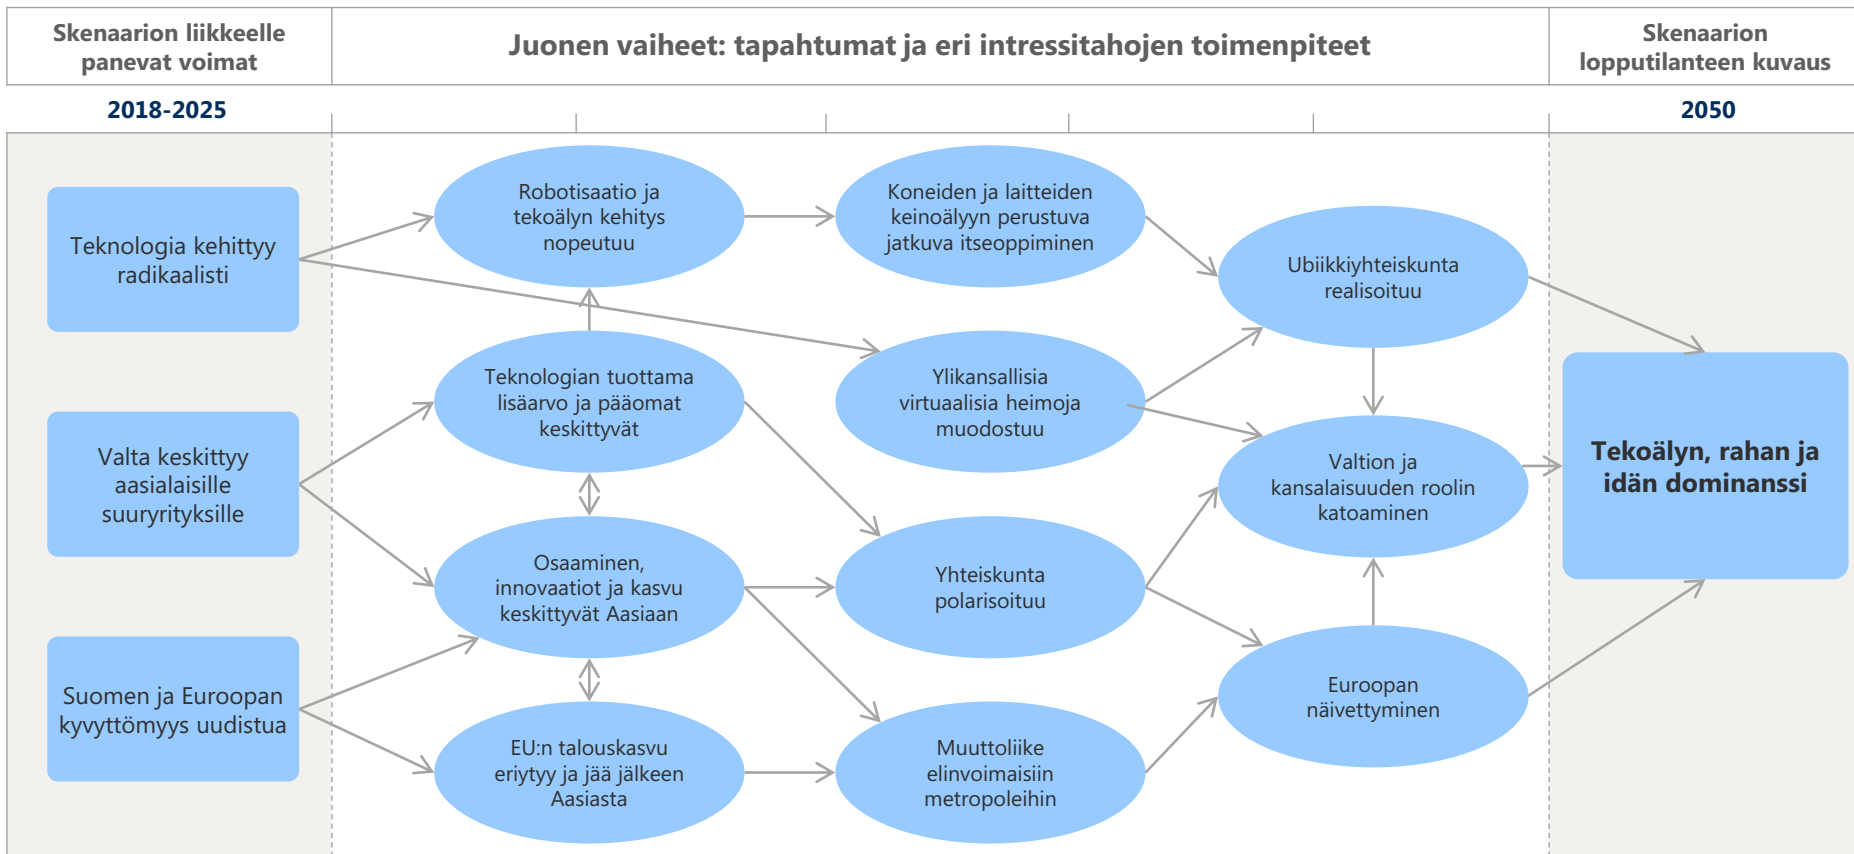 Skenaarion liikkeelle
panevat voimat
Juonen vaiheet: tapahtumat ja eri intressitahojen toimenpiteet
Skenaarion
lopputilanteen kuvaus
2018-2025
2050
Teknologia kehittyy
radikaalisti
Valta keskittyy
aasialaisille
suuryrityksille
Suomen ja Euroopan
kyvyttömyys uudistua
Robotisaatio ja
tekoälyn kehitys
nopeutuu
Teknologian tuottama
lisäarvo ja pääomat
keskittyvät
Osaaminen,
innovaatiot ja kasvu
keskittyvät Aasiaan
EU:n talouskasvu
eriytyy ja jää jälkeen
Aasiasta
Koneiden ja laitteiden
keinoälyyn perustuva
jatkuva itseoppiminen
Ylikansallisia
virtuaalisia heimoja
muodostuu
Yhteiskunta
polarisoituu
Muuttoliike
elinvoimaisiin
metropoleihin
Ubiikkiyhteiskunta
realisoituu
Valtion ja
kansalaisuuden roolin
katoaminen
Euroopan
näivettyminen
Tekoälyn, rahan ja
idän dominanssi